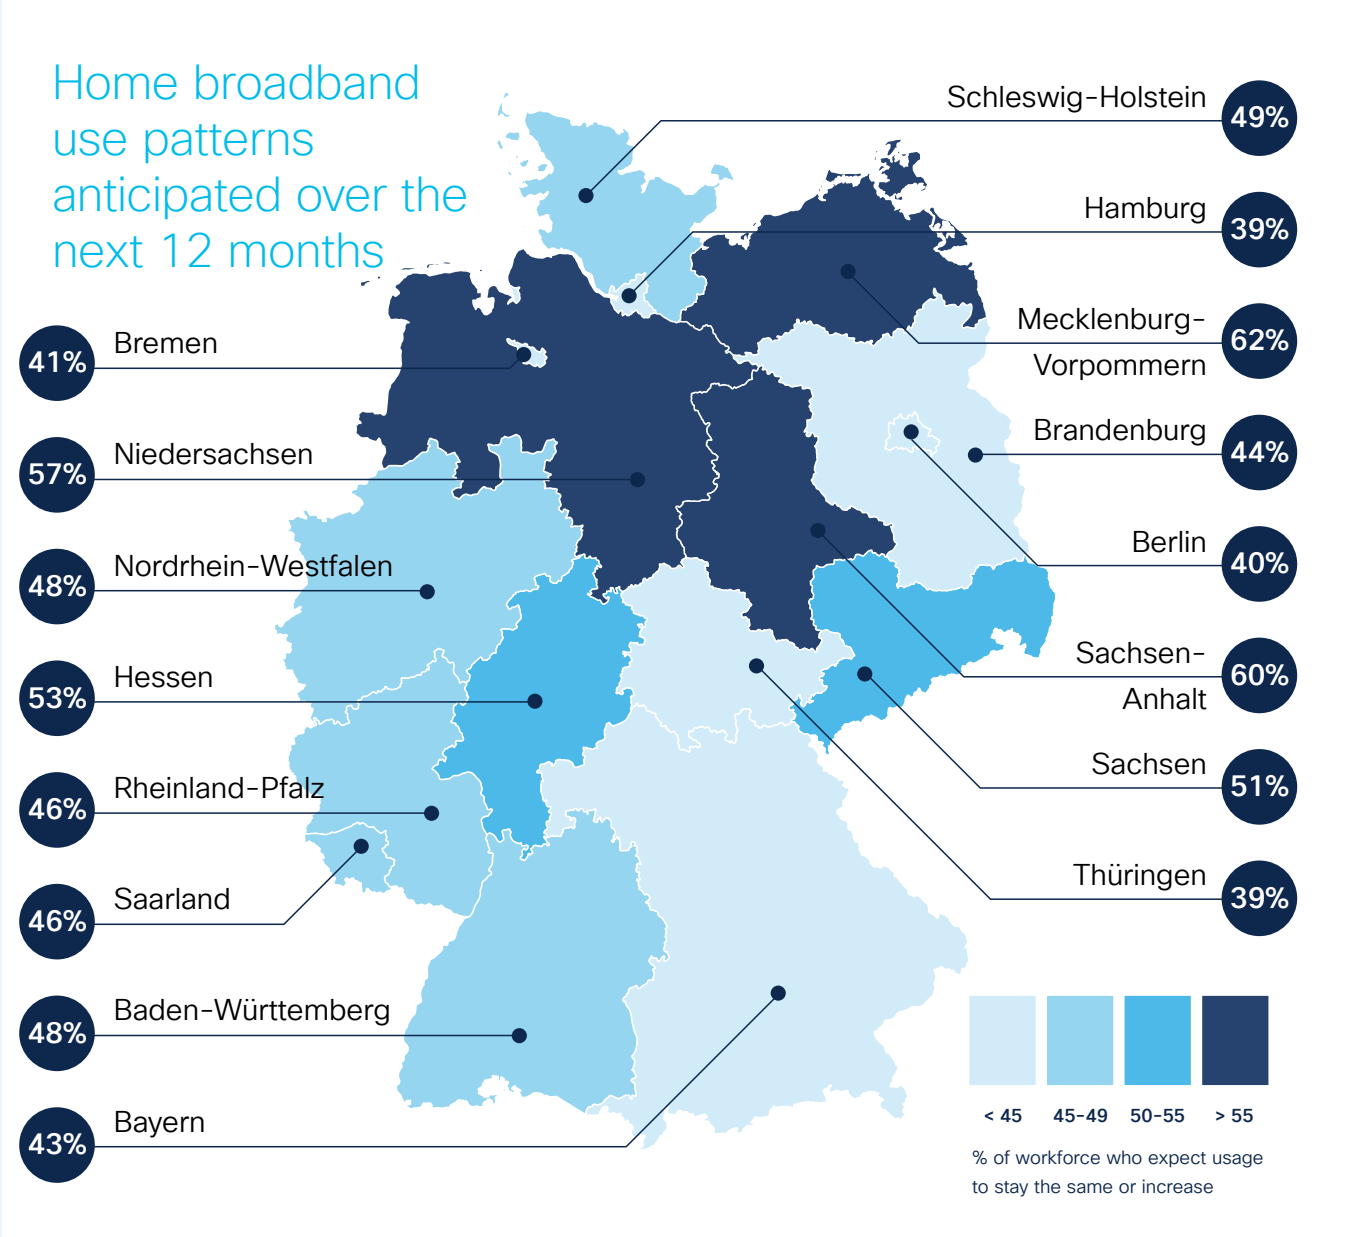 Home broadband
use patterns
anticipated over the
next 12 months
41%
Bremen
57%
Niedersachsen
48%
Nordrhein-Westfalen
53%
Hessen
46%
Rheinland-Pfalz
46%
Saarland
48%
Baden-Württemberg
43%
Bayern
Schleswig-Holstein
49%
Hamburg
39%
Mecklenburg-
Vorpommern
62%
Brandenburg
44%
Berlin
40%
Sachsen-
Anhalt
60%
Sachsen
51%
Thüringen
39%
< 45 45-49 50-55 > 55
% of workforce who expect usage
to stay the same or increase